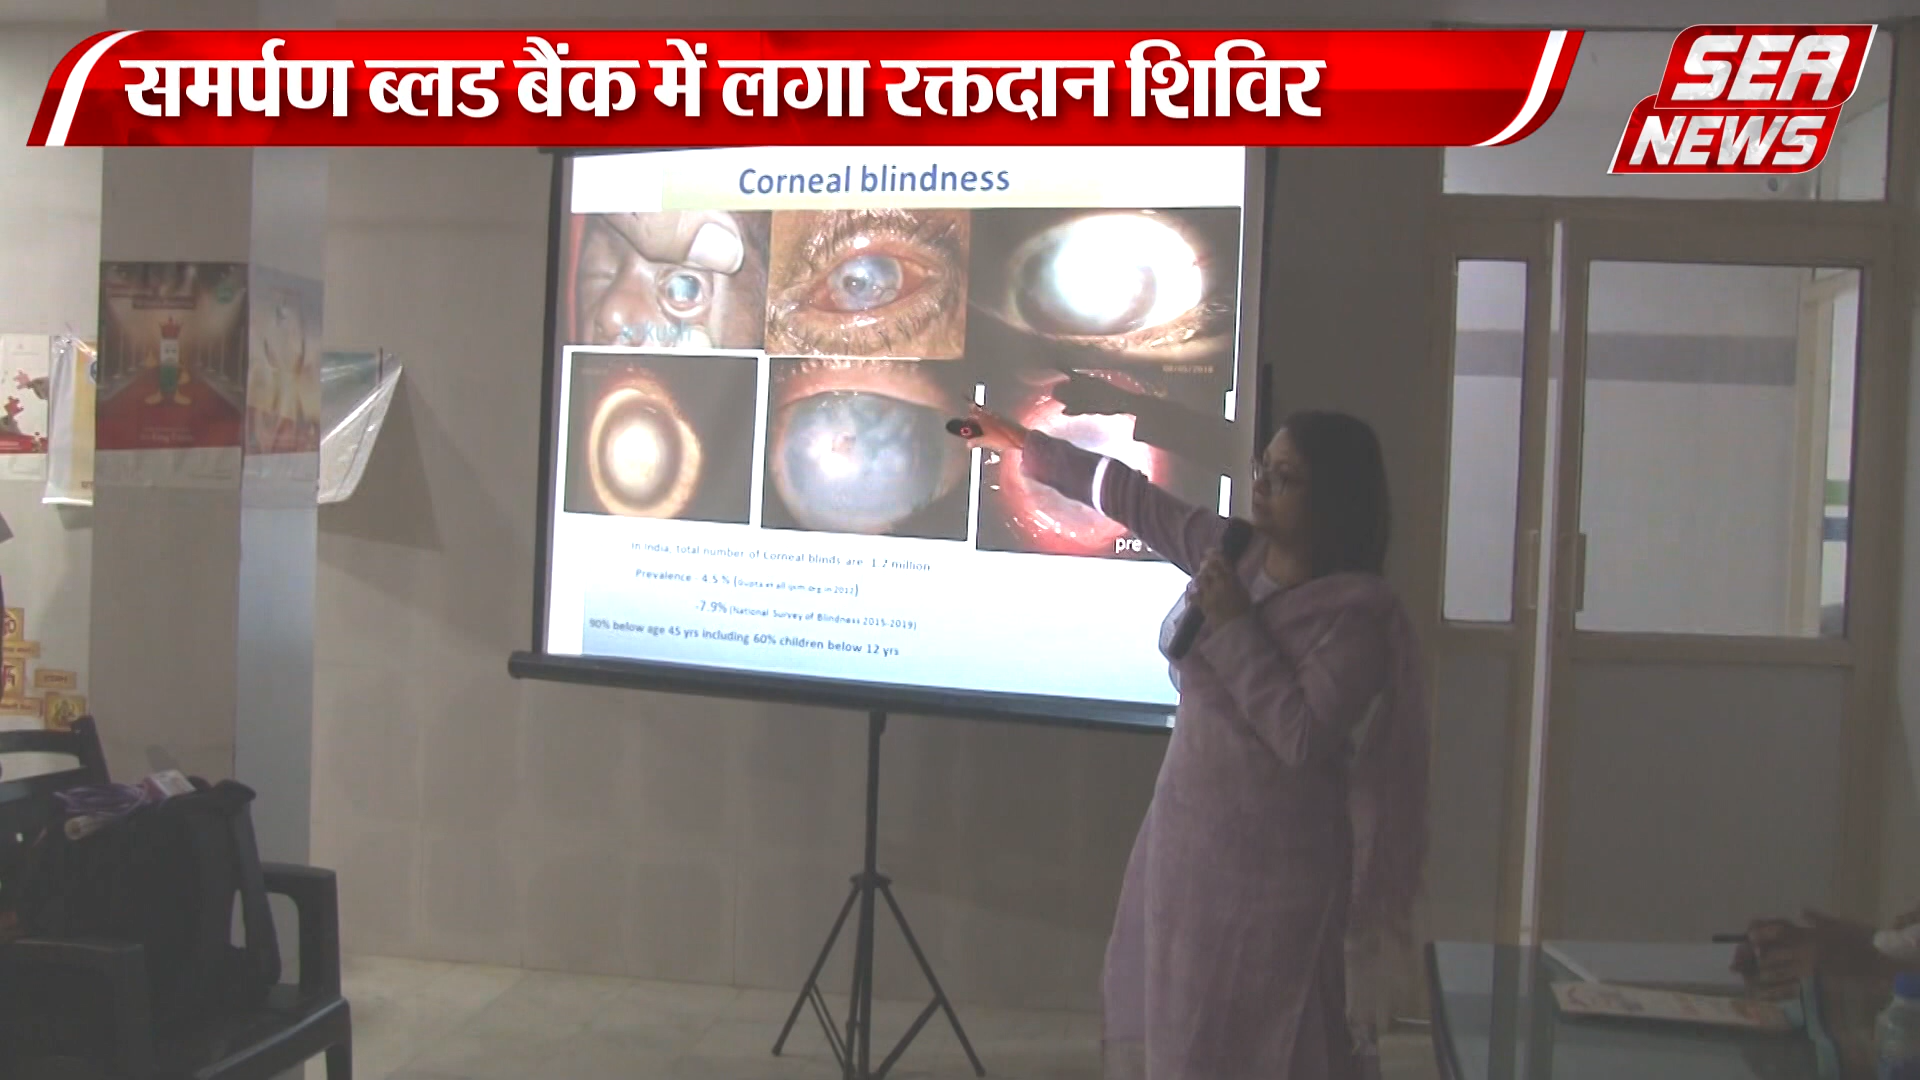 समर्पण ब्लड बैंक में लगा रक्तदान शिविर
SEA
NEWS
Corneal blindness
pre
In India, total number of Corneal blinds are 1.2 million
Prevalence - 4.5 %
-7.9% (National Survey of Blindness 2015-2019)
90% below age 45 yrs including 60% children below 12 yrs